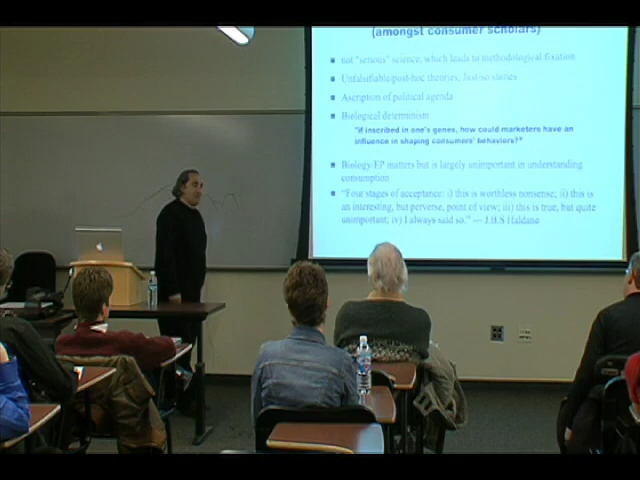 (amongst consumer scholars)
not "serious" science, which leads to methodological fixation
Unfalsifiable/post-hoc theories; Just-so stories
Ascription of political agenda
Biological determinism
"if inscribed in one's genes, how could marketers have an
influence in shaping consumers' behaviors?"
Biology/EP matters but is largely unimportant in understanding
consumption
"Four stages of acceptance: i) this is worthless nonsense; ii) this is
an interesting, but perverse, point of view; iii) this is true, but quite
unimportant; iv) I always said so." — J.B.S Haldane